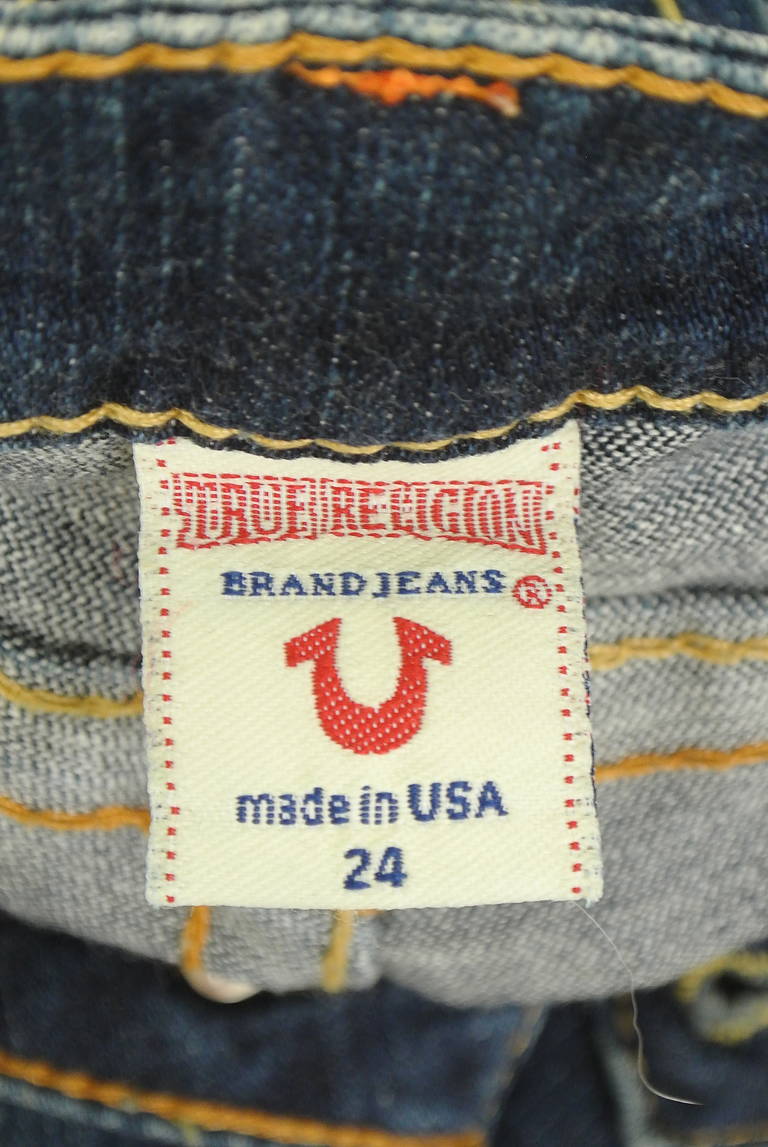 TRUE RELIGION
BRAND JEANS ®
made in USA
24